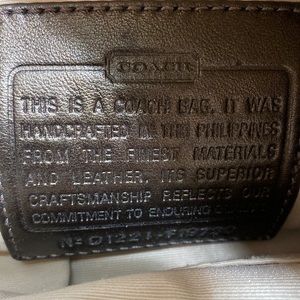 COACH
THIS IS A COACH BAG. IT WAS
HANDCRAFTED IN THE PHILIPPINES
FROM THE FINEST MATERIALS
AND LEATHER. ITS SUPERIOR
CRAFTSMANSHIP REFLECTS OUR
COMMITMENT TO ENDURING